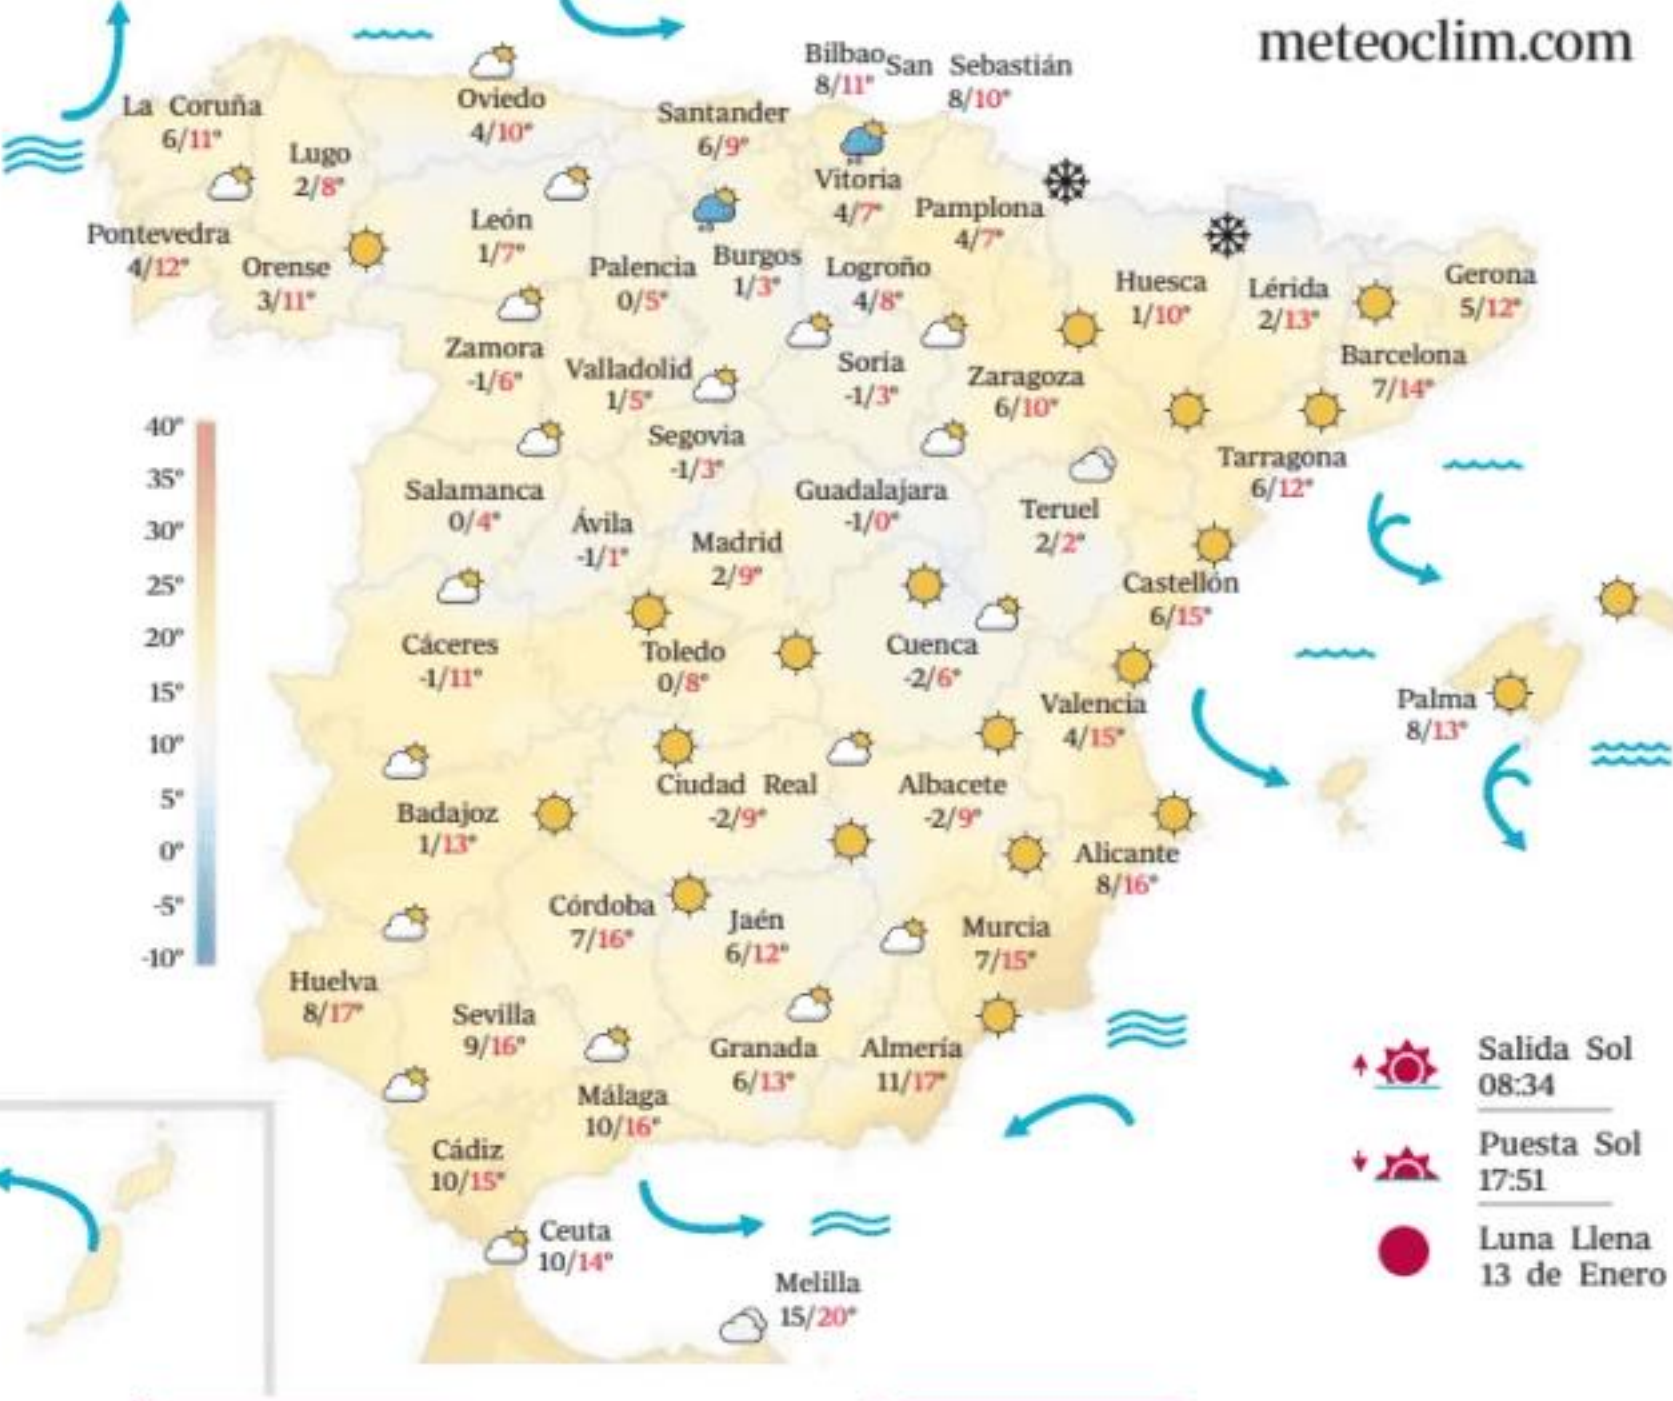 meteoclim.com
Bilbao
8/11°
San Sebastián
8/10°
La Coruña
6/11°
Oviedo
4/10°
Santander
6/9°
Lugo
2/8°
Vitoria
4/7°
Pamplona
4/7°
Pontevedra
4/12°
Orense
3/11°
León
1/7°
Palencia
0/5°
Burgos
1/3°
Logroño
4/8°
Huesca
1/10°
Lérida
2/13°
Gerona
5/12°
Zamora
-1/6°
Valladolid
1/5°
Soria
-1/3°
Zaragoza
6/10°
Barcelona
7/14°
Segovia
-1/3°
Tarragona
6/12°
Salamanca
0/4°
Ávila
-1/1°
Madrid
2/9°
Guadalajara
-1/0°
Teruel
2/2°
Castellón
6/15°
Cáceres
-1/11°
Toledo
0/8°
Cuenca
-2/6°
Valencia
4/15°
Palma
8/13°
Badajoz
1/13°
Ciudad Real
-2/9°
Albacete
-2/9°
Alicante
8/16°
Córdoba
7/16°
Jaén
6/12°
Murcia
7/15°
Huelva
8/17°
Sevilla
9/16°
Granada
6/13°
Almería
11/17°
Málaga
10/16°
Cádiz
10/15°
Ceuta
10/14°
Melilla
15/20°
40°
35°
30°
25°
20°
15°
10°
5°
0°
-5°
-10°
Salida Sol
08:34
Puesta Sol
17:51
Luna Llena
13 de Enero